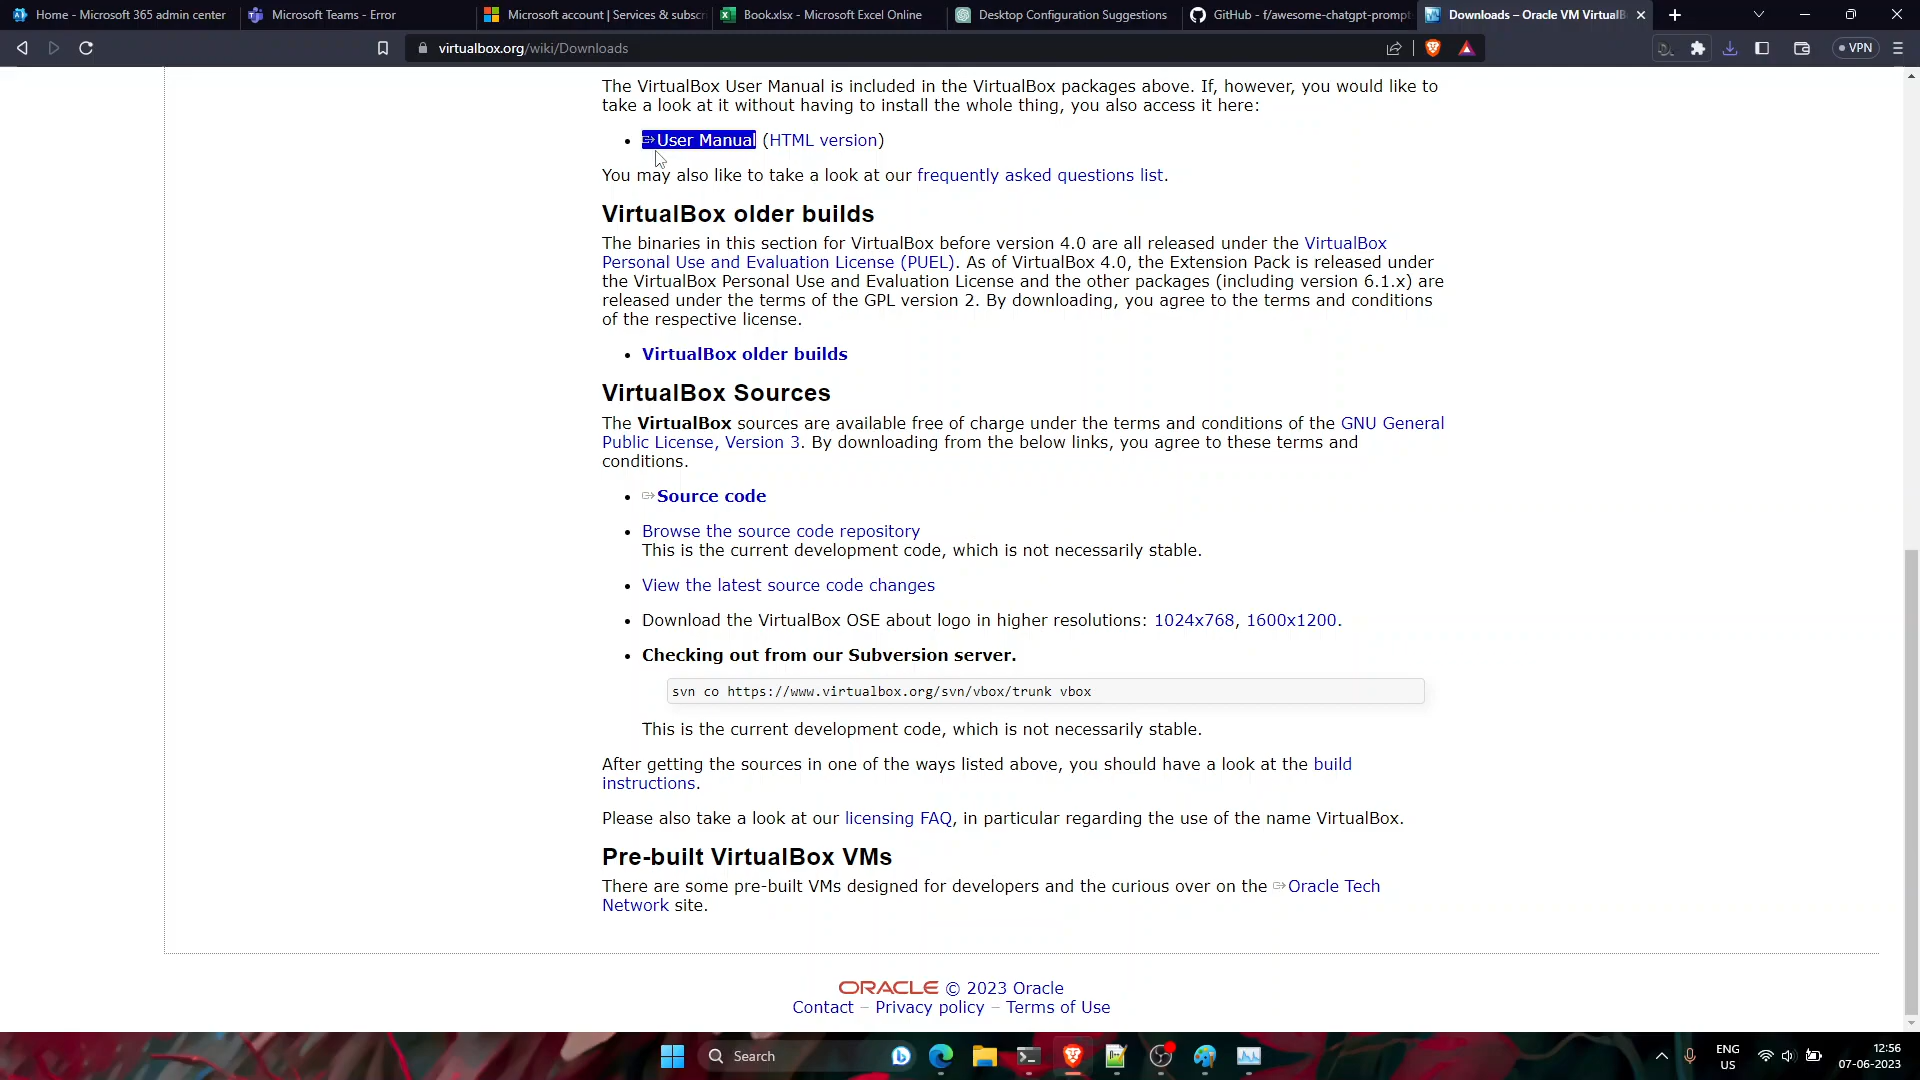 Home - Microsoft 365 admin center
Microsoft Teams - Error
Microsoft account | Services & subscr
Book.xlsx - Microsoft Excel Online
Desktop Configuration Suggestions
GitHub - f/awesome-chatgpt-prompt
Downloads – Oracle VM VirtualB
virtualbox.org/wiki/Downloads
VPN
The VirtualBox User Manual is included in the VirtualBox packages above. If, however, you would like to
take a look at it without having to install the whole thing, you also access it here:
• User Manual (HTML version)
You may also like to take a look at our frequently asked questions list.
VirtualBox older builds
The binaries in this section for VirtualBox before version 4.0 are all released under the VirtualBox
Personal Use and Evaluation License (PUEL). As of VirtualBox 4.0, the Extension Pack is released under
the VirtualBox Personal Use and Evaluation License and the other packages (including version 6.1.x) are
released under the terms of the GPL version 2. By downloading, you agree to the terms and conditions
of the respective license.
• VirtualBox older builds
VirtualBox Sources
The VirtualBox sources are available free of charge under the terms and conditions of the GNU General
Public License, Version 3. By downloading from the below links, you agree to these terms and
conditions.
• Source code
• Browse the source code repository
This is the current development code, which is not necessarily stable.
• View the latest source code changes
• Download the VirtualBox OSE about logo in higher resolutions: 1024x768, 1600x1200.
• Checking out from our Subversion server.
svn co https://www.virtualbox.org/svn/vbox/trunk vbox
This is the current development code, which is not necessarily stable.
After getting the sources in one of the ways listed above, you should have a look at the build
instructions.
Please also take a look at our licensing FAQ, in particular regarding the use of the name VirtualBox.
Pre-built VirtualBox VMs
There are some pre-built VMs designed for developers and the curious over on the Oracle Tech
Network site.
ORACLE © 2023 Oracle
Contact – Privacy policy – Terms of Use
Search
ENG
US
12:56
07-06-2023